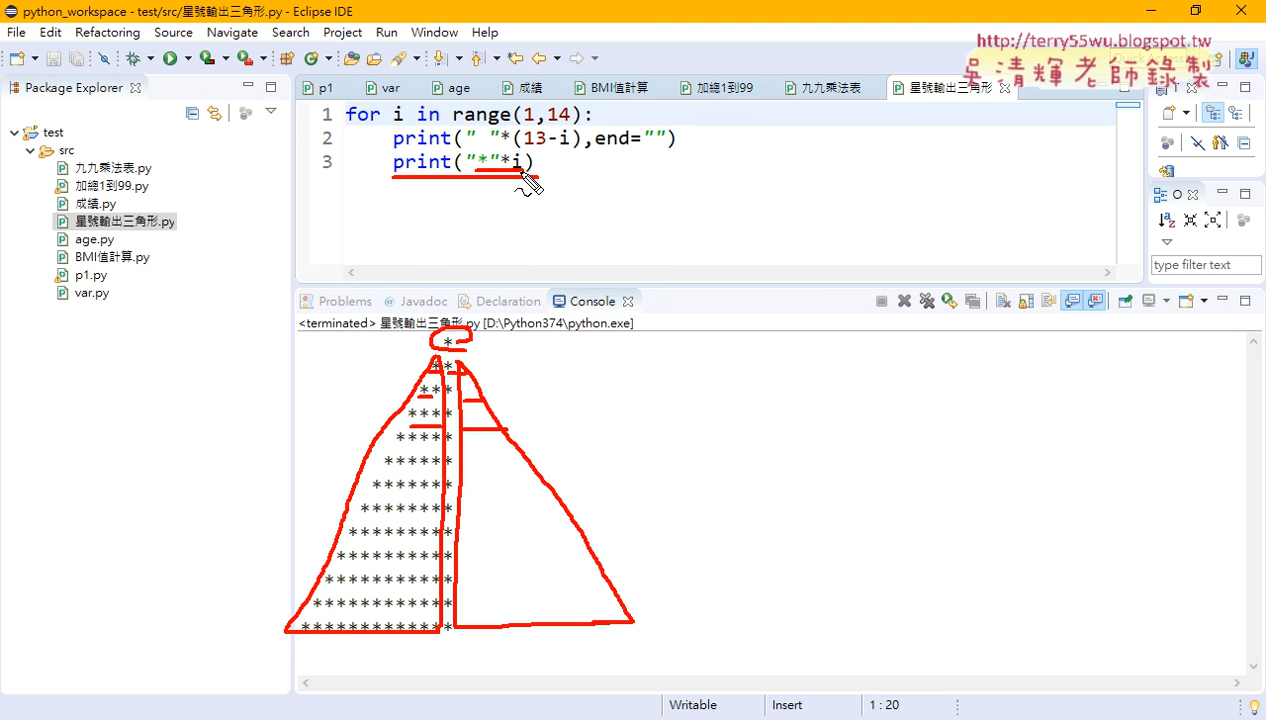 python_workspace - test/src/星號輸出三角形.py - Eclipse IDE
File Edit Refactoring Source Navigate Search Project Run Window Help
http://terry55wu.blogspot.tw
吳清輝老師錄製
Package Explorer
p1 var age 成績 BMI值計算 加總1到99 九九乘法表 星號輸出三角形
test
src
九九乘法表.py
加總1到99.py
成績.py
星號輸出三角形.py
age.py
BMI值計算.py
p1.py
var.py
1 for i in range(1,14):
2 print(" "*(13-i),end="")
3 print("*"*i)
type filter text
Problems Javadoc Declaration Console
<terminated> 星號輸出三角形.py [D:\Python374\python.exe]
*
**
***
****
*****
******
*******
********
*********
**********
***********
************
*************
Writable Insert 1 : 20